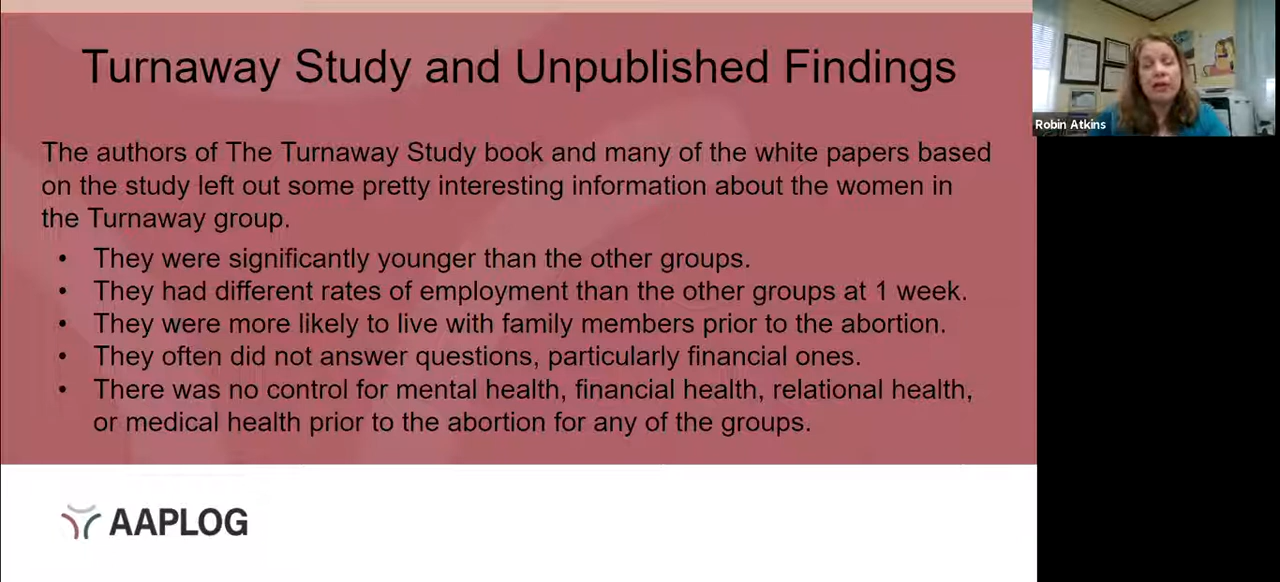 Turnaway Study and Unpublished Findings
Robin Atkins
The authors of The Turnaway Study book and many of the white papers based
on the study left out some pretty interesting information about the women in
the Turnaway group.
• They were significantly younger than the other groups.
• They had different rates of employment than the other groups at 1 week.
• They were more likely to live with family members prior to the abortion.
• They often did not answer questions, particularly financial ones.
• There was no control for mental health, financial health, relational health,
or medical health prior to the abortion for any of the groups.
AAPLOG